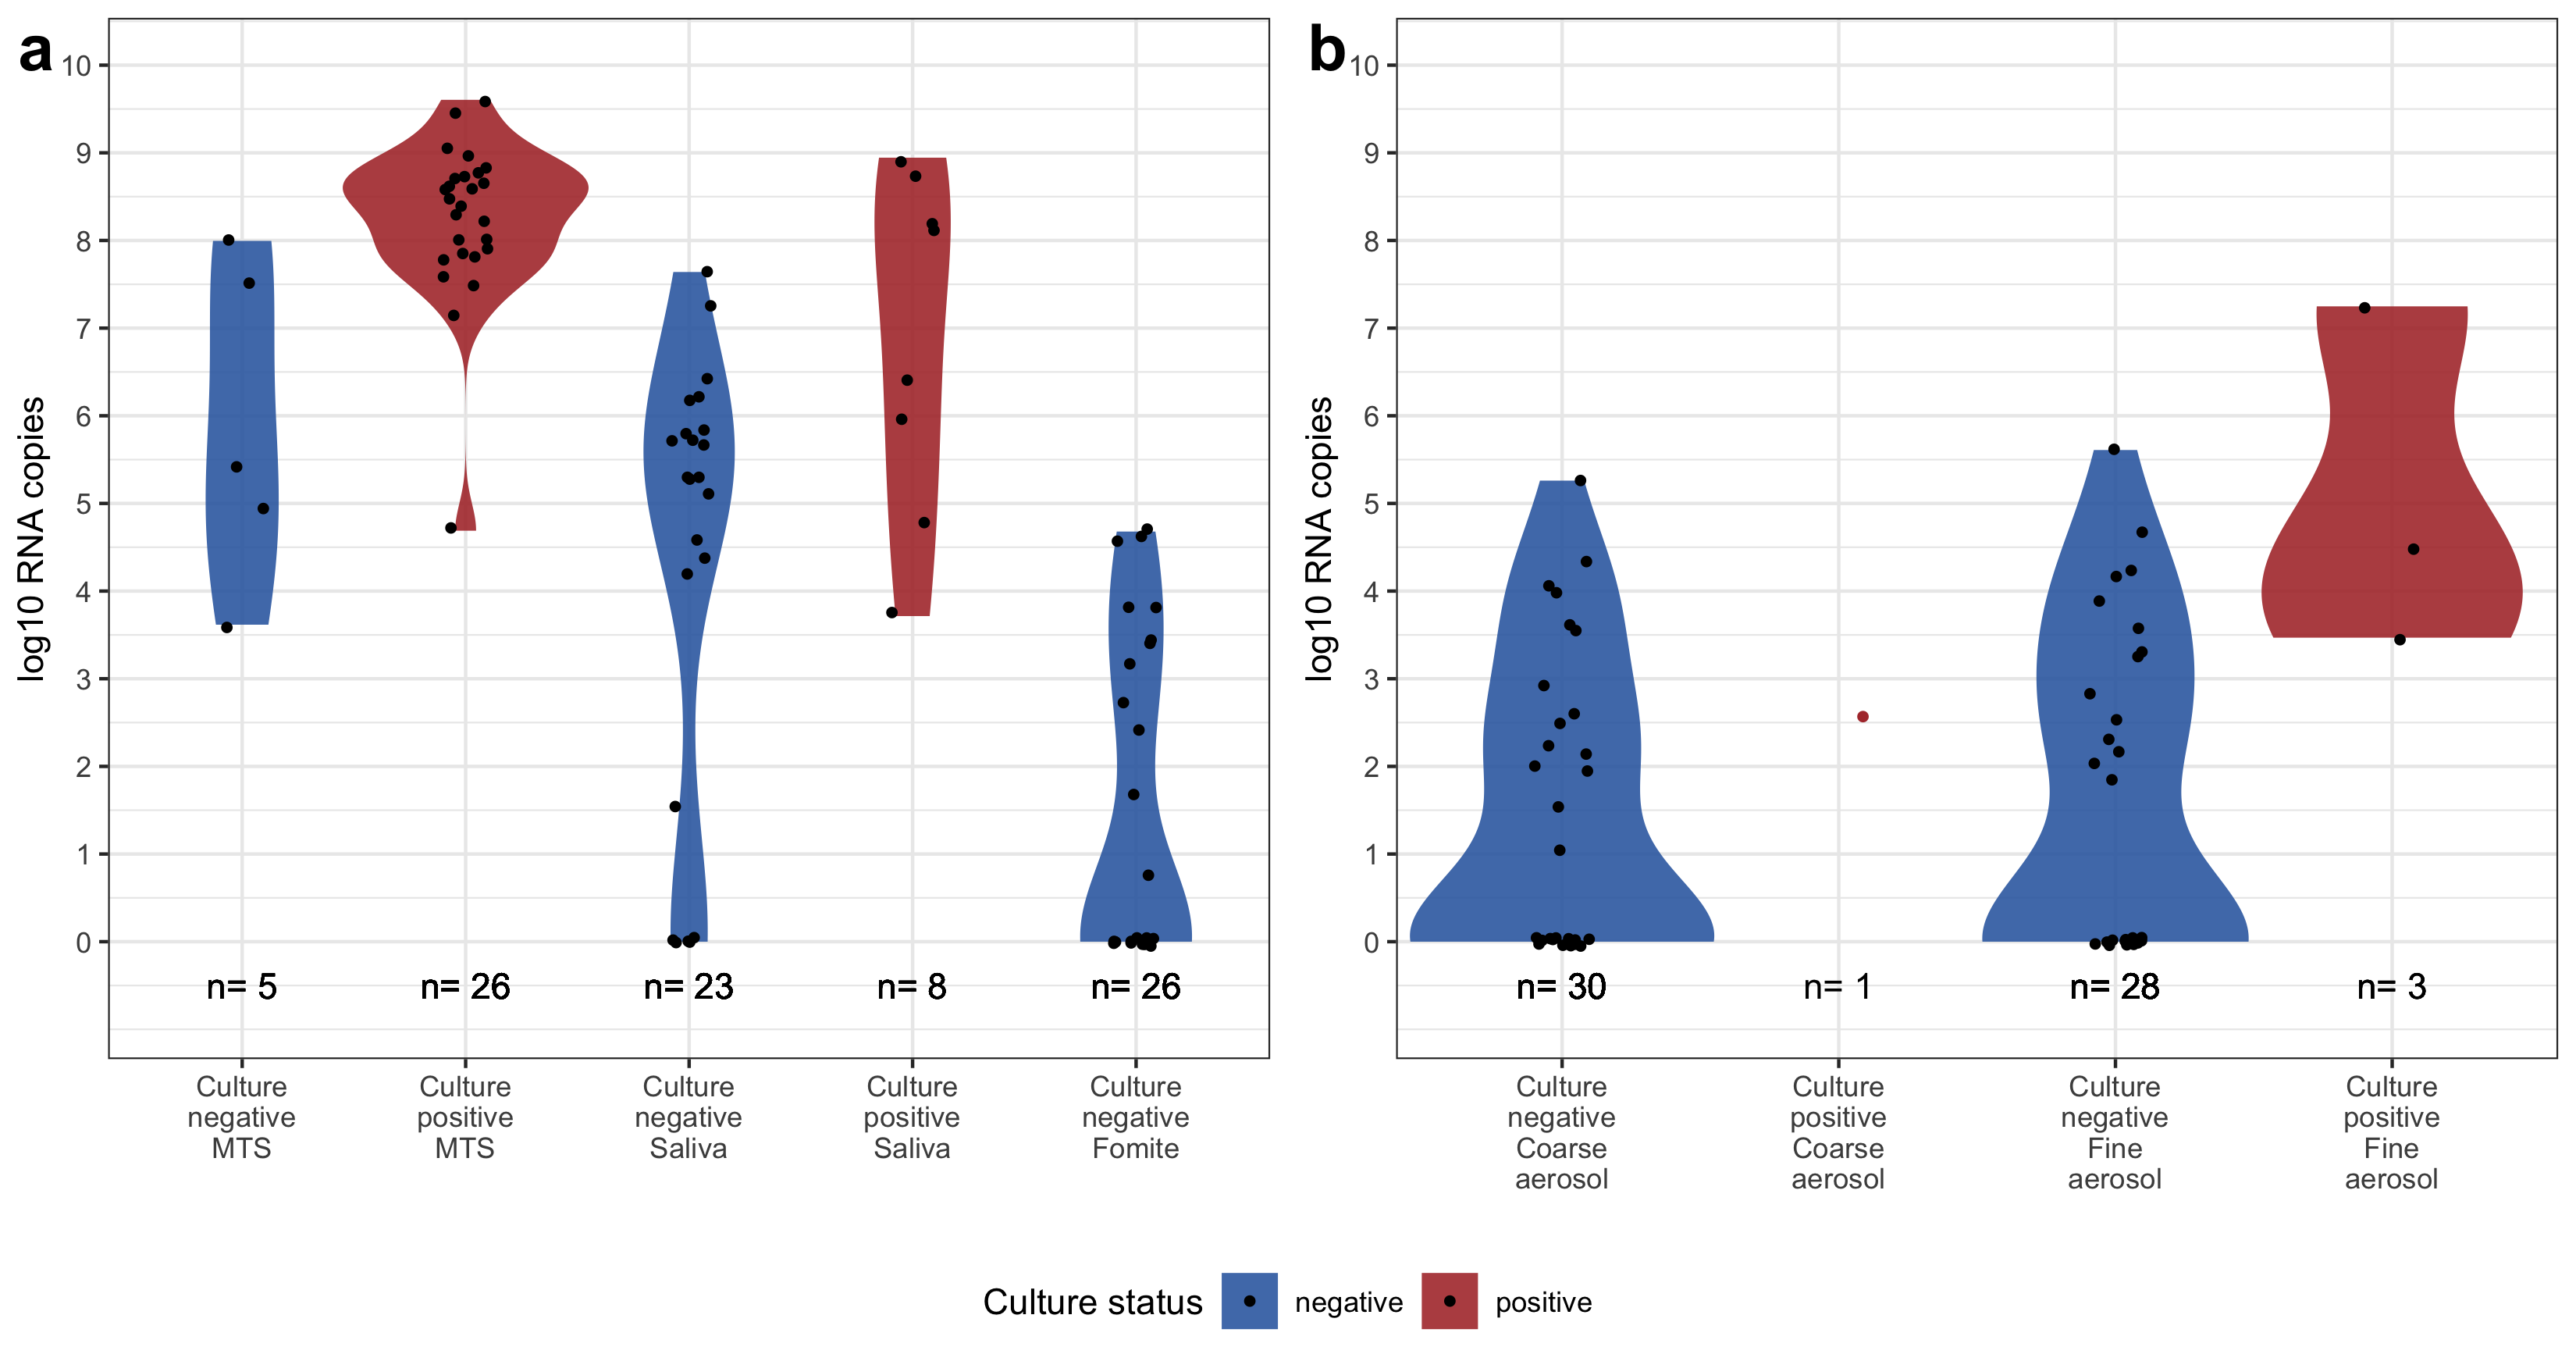 a
10
9
8
7
6
5
4
3
2
1
0
log10 RNA copies
n= 5
n= 26
n= 23
n= 8
n= 26
Culture
negative
MTS
Culture
positive
MTS
Culture
negative
Saliva
Culture
positive
Saliva
Culture
negative
Fomite
b
10
9
8
7
6
5
4
3
2
1
0
log10 RNA copies
n= 30
n= 1
n= 28
n= 3
Culture
negative
Coarse
aerosol
Culture
positive
Coarse
aerosol
Culture
negative
Fine
aerosol
Culture
positive
Fine
aerosol
Culture status negative positive